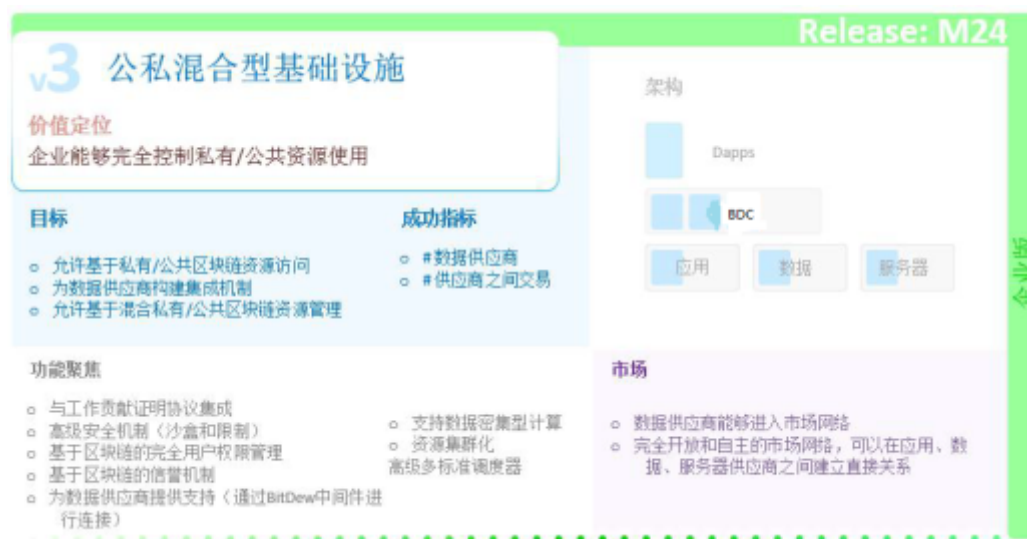 Release: M24
v3 公私混合型基础设施
价值定位
企业能够完全控制私有/公共资源使用
目标
○ 允许基于私有/公共区块链资源访问
○ 为数据供应商构建集成机制
○ 允许基于混合私有/公共区块链资源管理
成功指标
○ #数据供应商
○ #供应商之间交易
架构
Dapps
BDC
应用 数据 服务器
企业版
功能聚焦
○ 与工作贡献证明协议集成
○ 高级安全机制（沙盒和限制）
○ 基于区块链的完全用户权限管理
○ 基于区块链的信誉机制
○ 为数据供应商提供支持（通过BitDew中间件进
行连接）
○ 支持数据密集型计算
○ 资源集群化
高级多标准调度器
市场
○ 数据供应商能够进入市场网络
○ 完全开放和自主的市场网络，可以在应用、数
据、服务器供应商之间建立直接关系